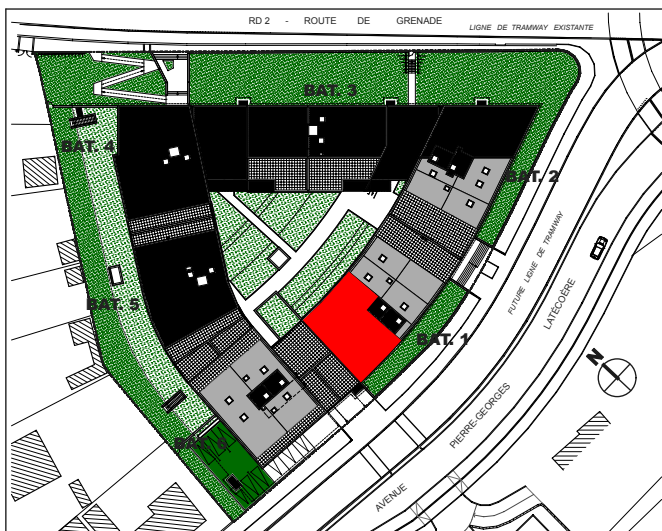 RD 2 - ROUTE DE GRENADE
LIGNE DE TRAMWAY EXISTANTE
BAT. 3
BAT. 4
BAT. 2
FUTURE LIGNE DE TRAMWAY
LATÉCOÈRE
BAT. 5
BAT. 1
N
PIERRE-GEORGES
BAT. 6
AVENUE